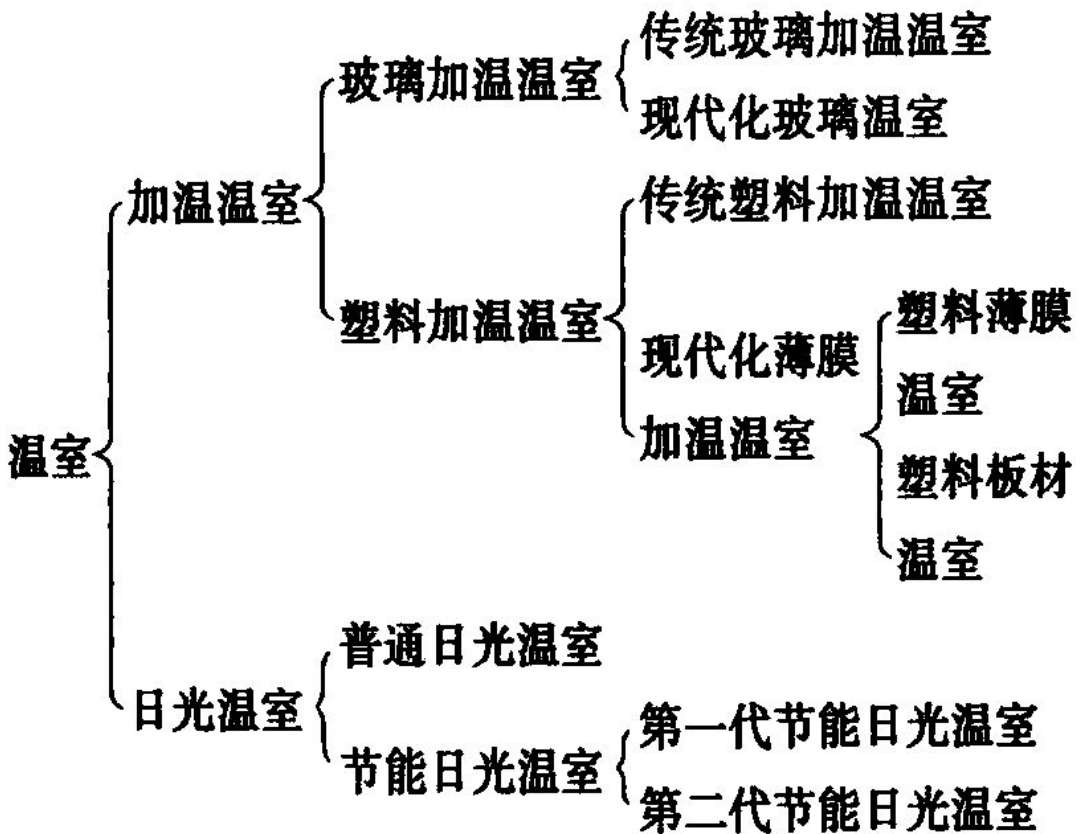 传统玻璃加温温室
玻璃加温温室
现代化玻璃温室
加温温室
传统塑料加温温室
塑料加温温室
塑料薄膜
现代化薄膜
温室
加温温室
温室
塑料板材
温室
普通日光温室
日光温室
第一代节能日光温室
节能日光温室
第二代节能日光温室